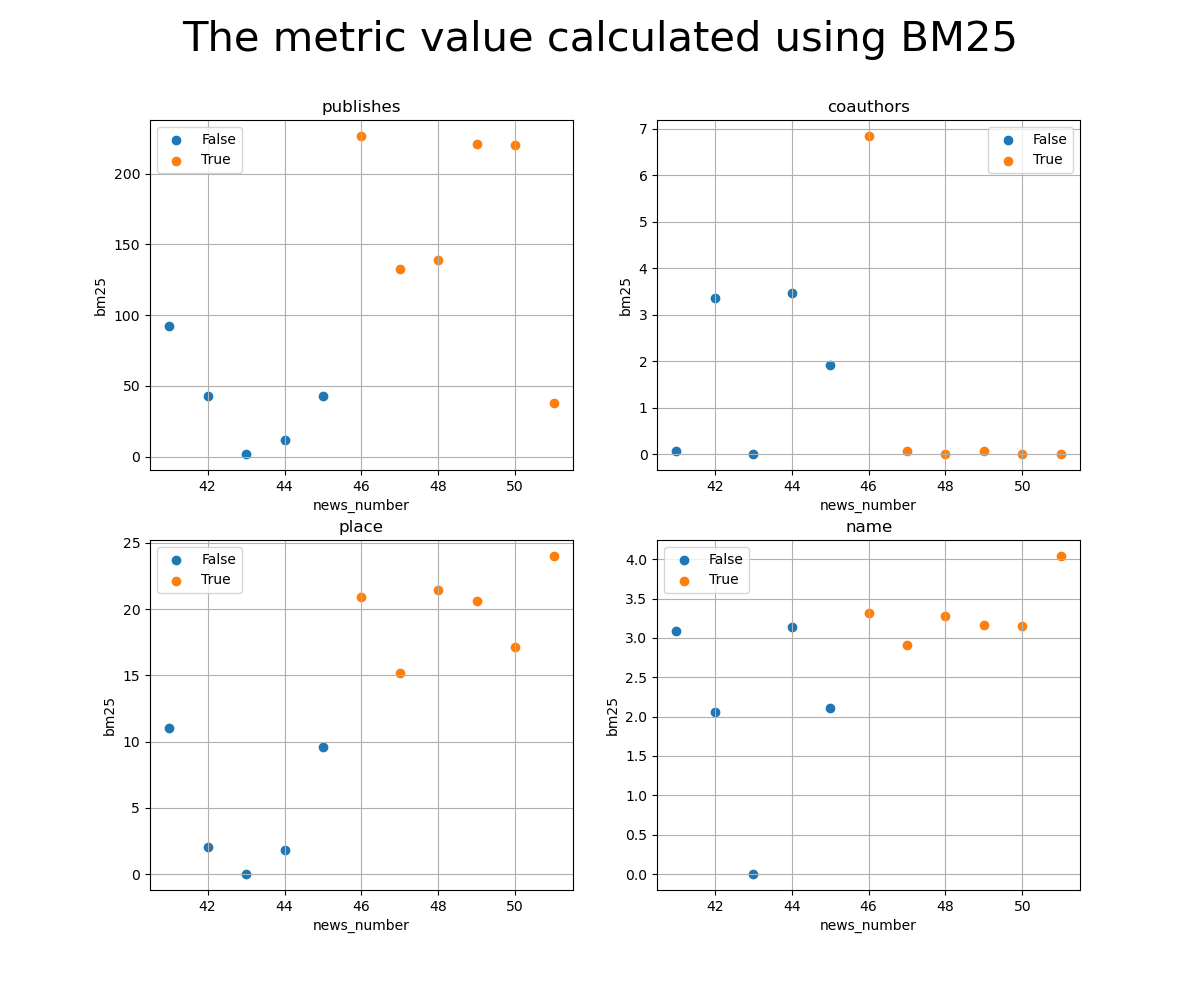 The metric value calculated using BM25
publishes
False
True
200
150
100
50
0
bm25
42 44 46 48 50
news_number
coauthors
False
True
7
6
5
4
3
2
1
0
bm25
42 44 46 48 50
news_number
place
False
True
25
20
15
10
5
0
bm25
42 44 46 48 50
news_number
name
False
True
4.0
3.5
3.0
2.5
2.0
1.5
1.0
0.5
0.0
bm25
42 44 46 48 50
news_number